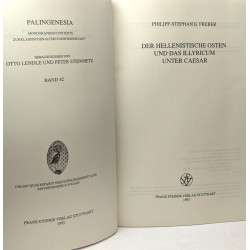 PALINGENESIA
MONOGRAPHIEN UND TEXTE
ZUR KLASSISCHEN ALTERTUMSWISSENSCHAFT
HERAUSGEGEBEN VON
OTTO LENDLE UND PETER STEINMETZ
BAND 42
FRANZ STEINER VERLAG STUTTGART
1993
PHILIPP-STEPHAN G. FREBER
DER HELLENISTISCHE OSTEN
UND DAS ILLYRICUM
UNTER CAESAR
FRANZ STEINER VERLAG STUTTGART
1993